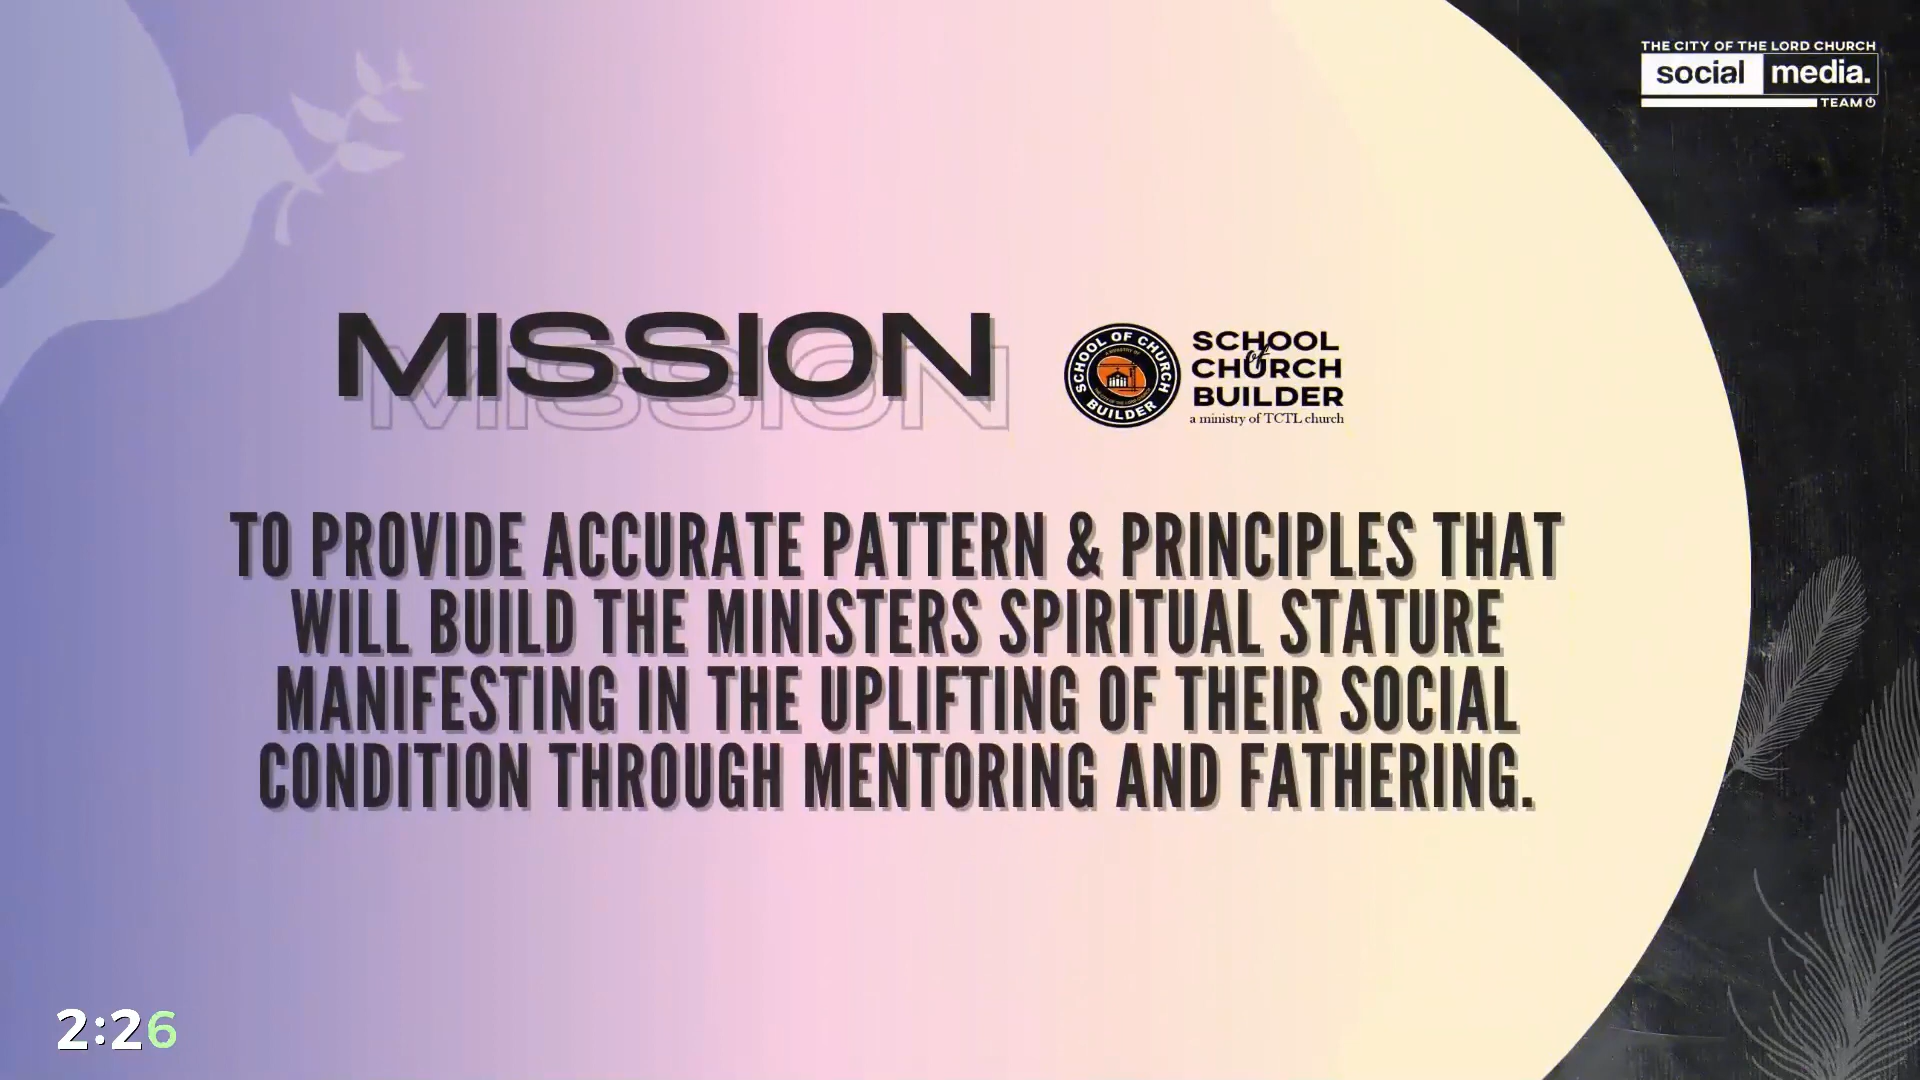 THE CITY OF THE LORD CHURCH
social media.
TEAM
MISSION
MISSION
SCHOOL OF CHURCH
BUILDER
SCHOOL
of
CHURCH
BUILDER
a ministry of TCTL church
TO PROVIDE ACCURATE PATTERN & PRINCIPLES THAT
WILL BUILD THE MINISTERS SPIRITUAL STATURE
MANIFESTING IN THE UPLIFTING OF THEIR SOCIAL
CONDITION THROUGH MENTORING AND FATHERING.
2:26